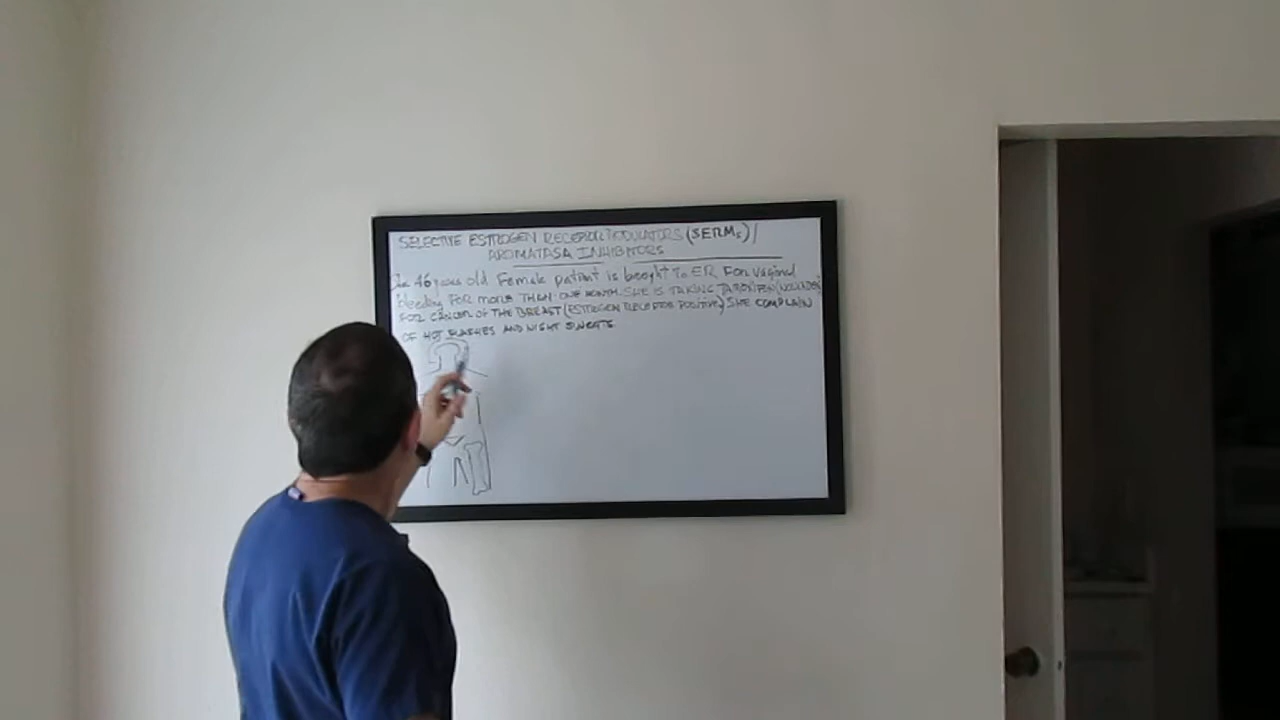 SELECTIVE ESTROGEN RECEPTOR MODULATORS (SERMs) /
AROMATASA INHIBITORS
46 years old Female patient is brought to ER FOR vaginal
bleeding FOR MORE THEN ONE MONTH. SHE IS TAKING TAMOXIFEN
FOR CANCER OF THE BREAST (ESTROGEN RECEPTOR POSITIVE) SHE COMPLAIN
OF HOT FLASHES AND NIGHT SWEATS